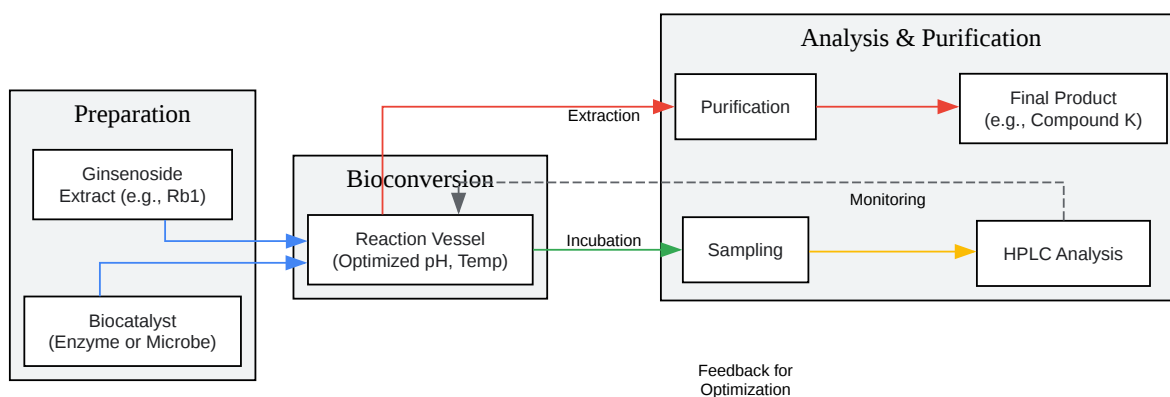 Preparation
Ginsenoside
Extract (e.g., Rb1)
Biocatalyst
(Enzyme or Microbe)
Bioconversion
Reaction Vessel
(Optimized pH, Temp)
Extraction
Incubation
Analysis & Purification
Purification
Final Product
(e.g., Compound K)
Monitoring
Sampling
HPLC Analysis
Feedback for
Optimization